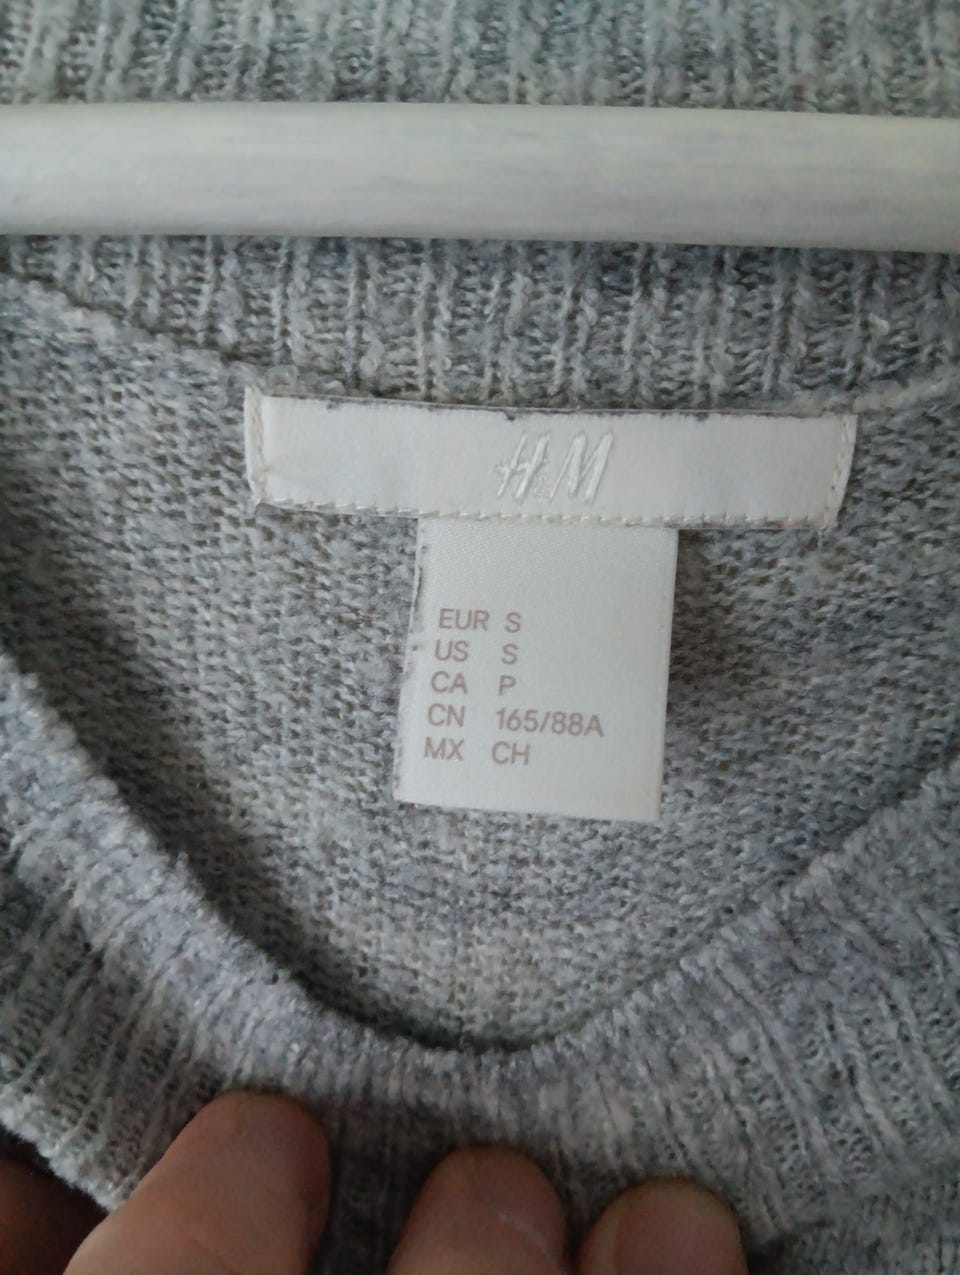 H&M
EUR S
US S
CA P
CN 165/88A
MX CH